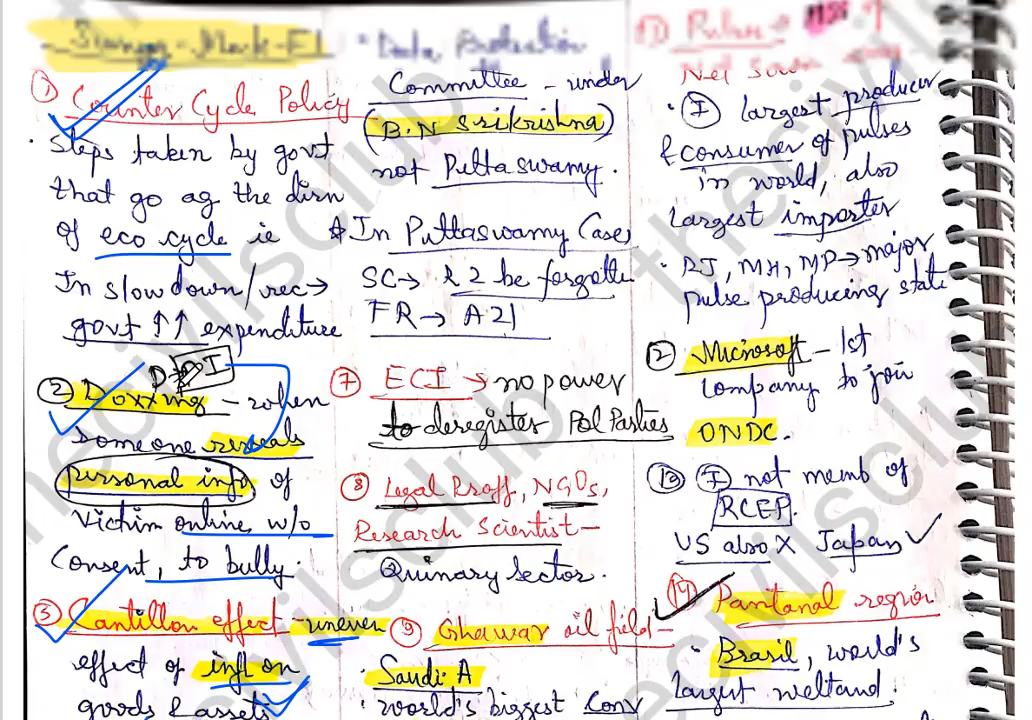 ① Counter Cycle Policy
· Steps taken by govt
that go ag the dirn
of eco cycle ie
In slow down/rec→
govt ↑↑ expenditure
② Doxxing - when
someone reveals
personal info of
victim online w/o
consent, to bully.
③ Cantillon effect - uneven
effect of infl on
goods & assets
· Data Protection
Committee - under
(B.N Srikrishna)
not Puttaswamy.
* In Puttaswamy Case,
SC→ R 2 be forgotten
FR→ A21
⑦ ECI → no power
to deregister Pol Parties
⑧ Legal Proff, NGOs,
Research Scientist -
Quinary Sector.
⑨ Ghawar oil field -
· Saudi A
· world's biggest Conv
⑪ Pulses →
Net sown
· Ⓘ largest producer
& consumer of pulses
in world, also
largest importer
· RJ, MH, MP → major
pulse producing state
⑫ Microsoft - 1st
company to join
ONDC.
⑬ Ⓘ not memb of
RCEP.
US also X Japan ✓
⑭ Pantanal region
· Brasil, world's
largest wetland.
thecivilsclub